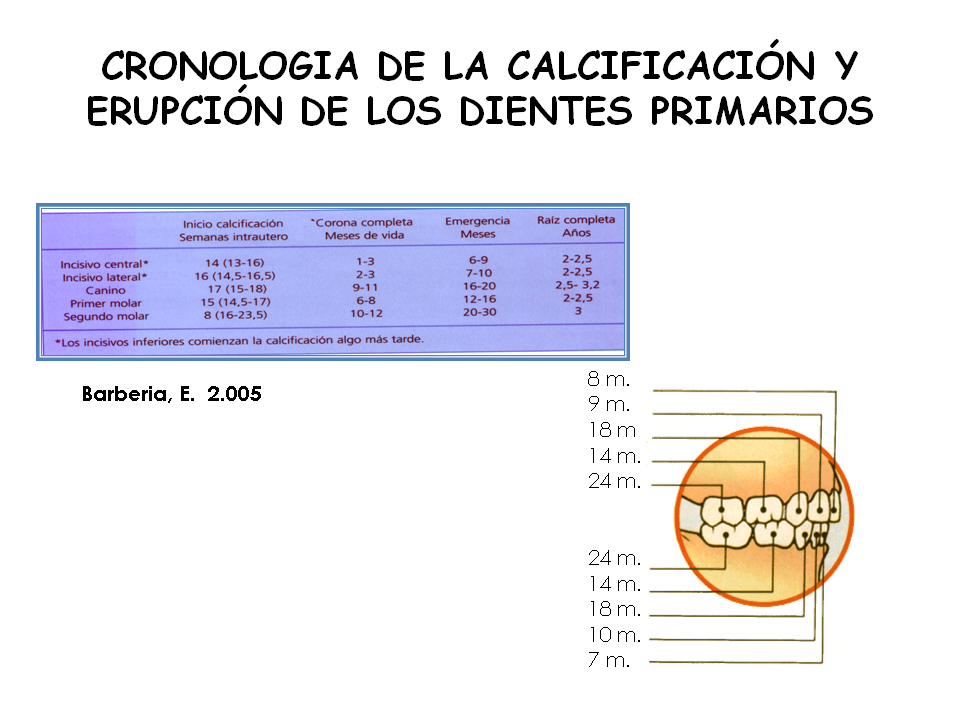 CRONOLOGIA DE LA CALCIFICACIÓN Y
ERUPCIÓN DE LOS DIENTES PRIMARIOS
Inicio calcificación *Corona completa Emergencia Raíz completa
Semanas intrautero Meses de vida Meses Años
Incisivo central* 14 (13-16) 1-3 6-9 2-2,5
Incisivo lateral* 16 (14,5-16,5) 2-3 7-10 2-2,5
Canino 17 (15-18) 9-11 16-20 2,5- 3,2
Primer molar 15 (14,5-17) 6-8 12-16 2-2,5
Segundo molar 8 (16-23,5) 10-12 20-30 3
*Los incisivos inferiores comienzan la calcificación algo más tarde.
Barberia, E. 2.005
8 m.
9 m.
18 m
14 m.
24 m.
24 m.
14 m.
18 m.
10 m.
7 m.